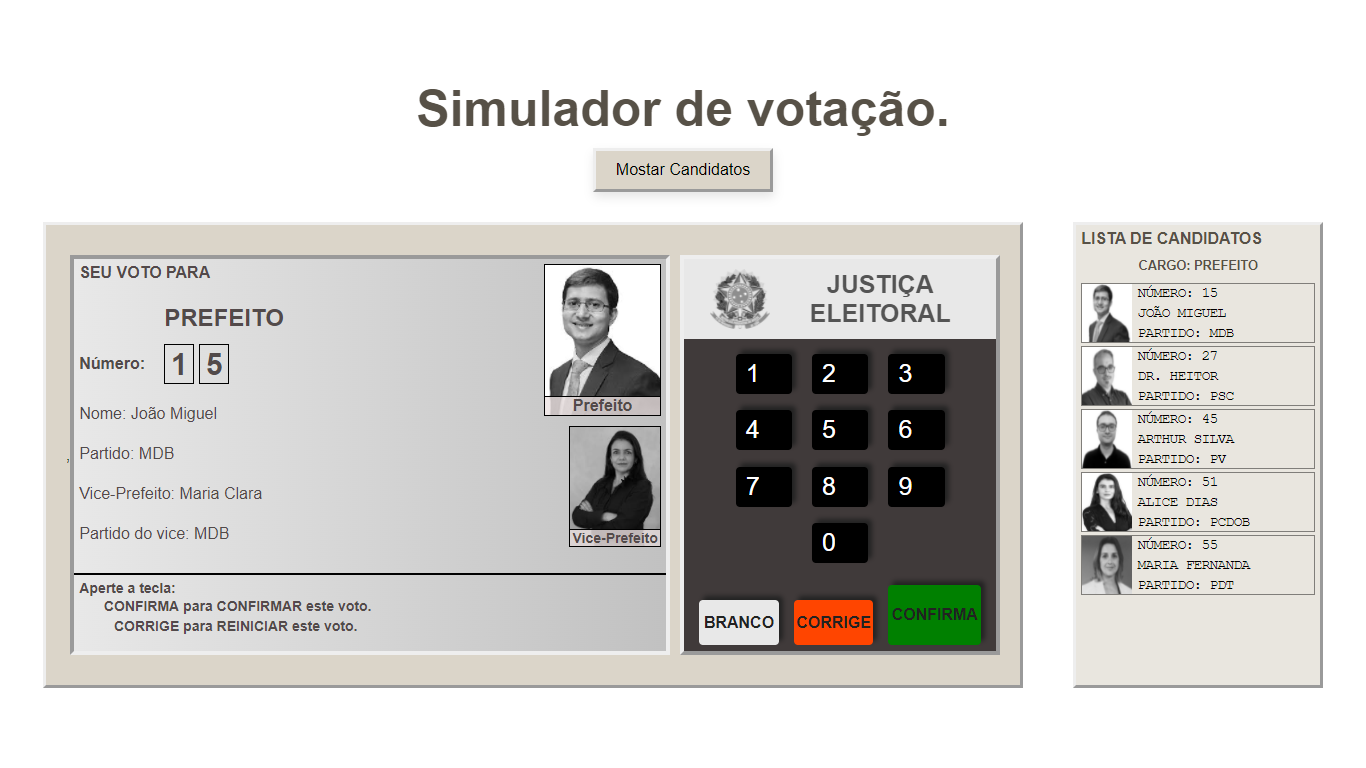 Simulador de votação.
Mostar Candidatos
SEU VOTO PARA
PREFEITO
Número: 1 5
Nome: João Miguel
,
Partido: MDB
Vice-Prefeito: Maria Clara
Partido do vice: MDB
Prefeito
Vice-Prefeito
Aperte a tecla:
CONFIRMA para CONFIRMAR este voto.
CORRIGE para REINICIAR este voto.
JUSTIÇA
ELEITORAL
1 2 3
4 5 6
7 8 9
0
BRANCO CORRIGE CONFIRMA
LISTA DE CANDIDATOS
CARGO: PREFEITO
NÚMERO: 15
JOÃO MIGUEL
PARTIDO: MDB
NÚMERO: 27
DR. HEITOR
PARTIDO: PSC
NÚMERO: 45
ARTHUR SILVA
PARTIDO: PV
NÚMERO: 51
ALICE DIAS
PARTIDO: PCDOB
NÚMERO: 55
MARIA FERNANDA
PARTIDO: PDT